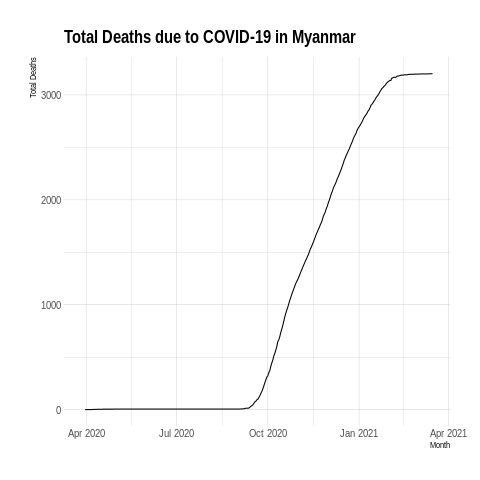 Total Deaths due to COVID-19 in Myanmar
Total Deaths
3000
2000
1000
0
Apr 2020
Jul 2020
Oct 2020
Jan 2021
Apr 2021
Month